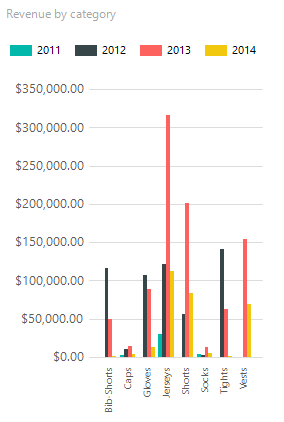 Revenue by category
2011 2012 2013 2014
$350,000.00
$300,000.00
$250,000.00
$200,000.00
$150,000.00
$100,000.00
$50,000.00
$0.00
Bib-Shorts
Caps
Gloves
Jerseys
Shorts
Socks
Tights
Vests